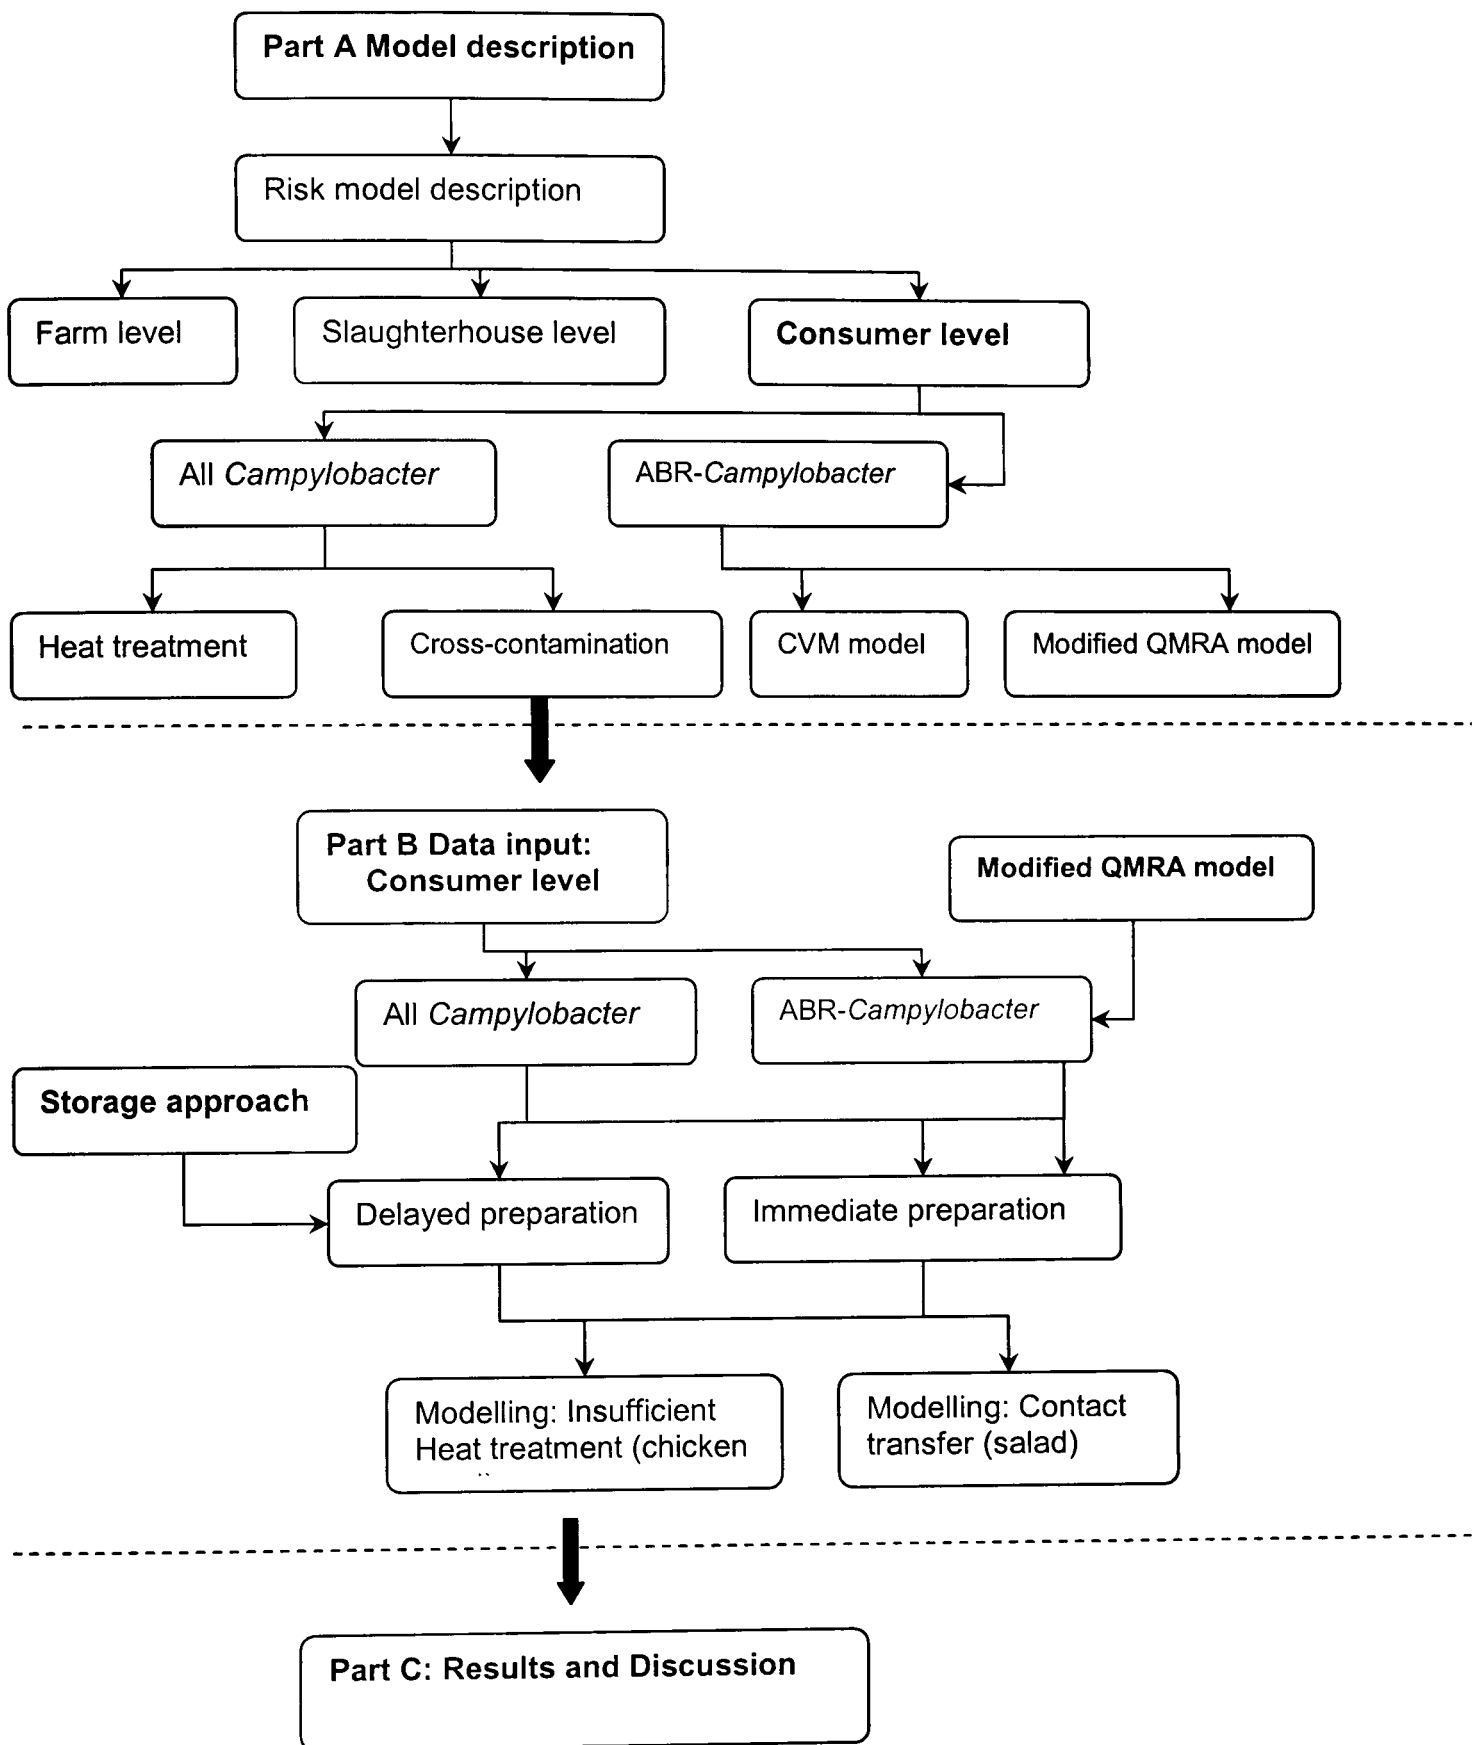 Part A Model description
Risk model description
Farm level
Slaughterhouse level
Consumer level
All Campylobacter
ABR-Campylobacter
Heat treatment
Cross-contamination
CVM model
Modified QMRA model
Part B Data input:
Consumer level
Modified QMRA model
All Campylobacter
ABR-Campylobacter
Storage approach
Delayed preparation
Immediate preparation
Modelling: Insufficient
Heat treatment (chicken
Modelling: Contact
transfer (salad)
Part C: Results and Discussion